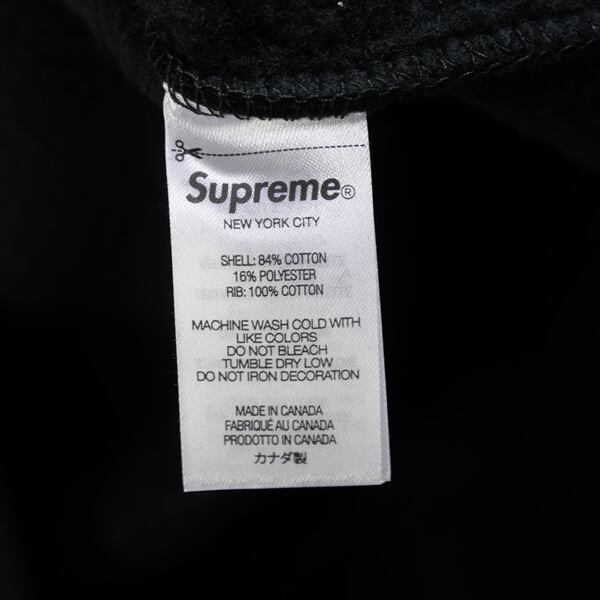 Supreme®
NEW YORK CITY
SHELL: 84% COTTON
16% POLYESTER
RIB: 100% COTTON
MACHINE WASH COLD WITH
LIKE COLORS
DO NOT BLEACH
TUMBLE DRY LOW
DO NOT IRON DECORATION
MADE IN CANADA
FABRIQUÉ AU CANADA
PRODOTTO IN CANADA
カナダ製